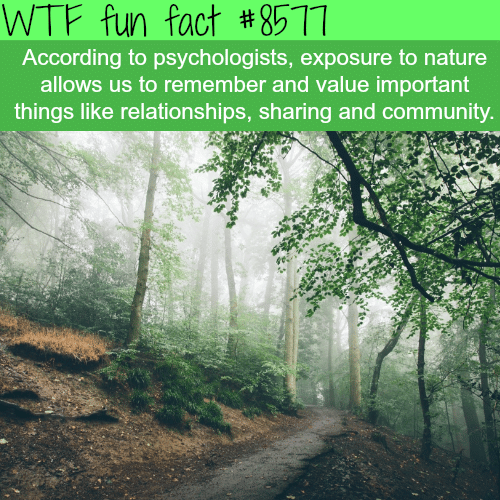 WTF fun fact #8577
According to psychologists, exposure to nature
allows us to remember and value important
things like relationships, sharing and community.